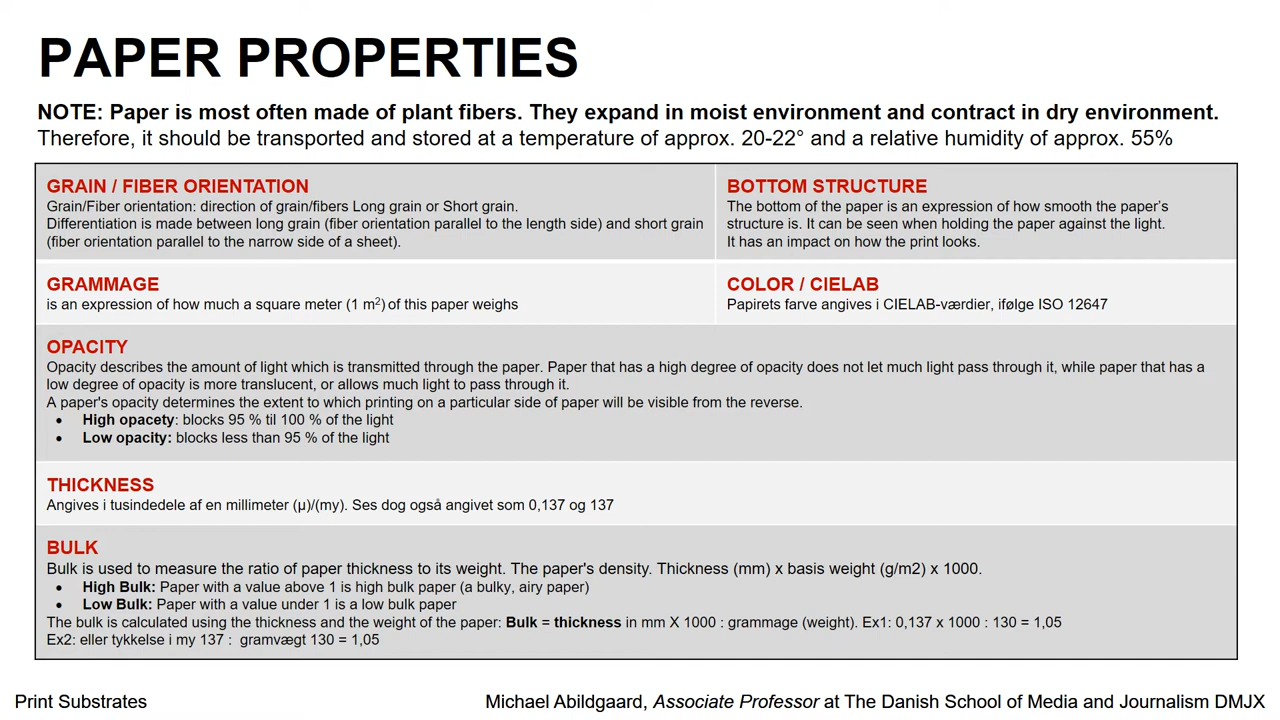 PAPER PROPERTIES
NOTE: Paper is most often made of plant fibers. They expand in moist environment and contract in dry environment.
Therefore, it should be transported and stored at a temperature of approx. 20-22° and a relative humidity of approx. 55%
GRAIN / FIBER ORIENTATION
Grain/Fiber orientation: direction of grain/fibers Long grain or Short grain.
Differentiation is made between long grain (fiber orientation parallel to the length side) and short grain
(fiber orientation parallel to the narrow side of a sheet).
BOTTOM STRUCTURE
The bottom of the paper is an expression of how smooth the paper’s
structure is. It can be seen when holding the paper against the light.
It has an impact on how the print looks.
GRAMMAGE
is an expression of how much a square meter (1 m²) of this paper weighs
COLOR / CIELAB
Papirets farve angives i CIELAB-værdier, ifølge ISO 12647
OPACITY
Opacity describes the amount of light which is transmitted through the paper. Paper that has a high degree of opacity does not let much light pass through it, while paper that has a
low degree of opacity is more translucent, or allows much light to pass through it.
A paper's opacity determines the extent to which printing on a particular side of paper will be visible from the reverse.
• High opacety: blocks 95 % til 100 % of the light
• Low opacity: blocks less than 95 % of the light
THICKNESS
Angives i tusindedele af en millimeter (µ)/(my). Ses dog også angivet som 0,137 og 137
BULK
Bulk is used to measure the ratio of paper thickness to its weight. The paper's density. Thickness (mm) x basis weight (g/m2) x 1000.
• High Bulk: Paper with a value above 1 is high bulk paper (a bulky, airy paper)
• Low Bulk: Paper with a value under 1 is a low bulk paper
The bulk is calculated using the thickness and the weight of the paper: Bulk = thickness in mm X 1000 : grammage (weight). Ex1: 0,137 x 1000 : 130 = 1,05
Ex2: eller tykkelse i my 137 : gramvægt 130 = 1,05
Print Substrates
Michael Abildgaard, Associate Professor at The Danish School of Media and Journalism DMJX